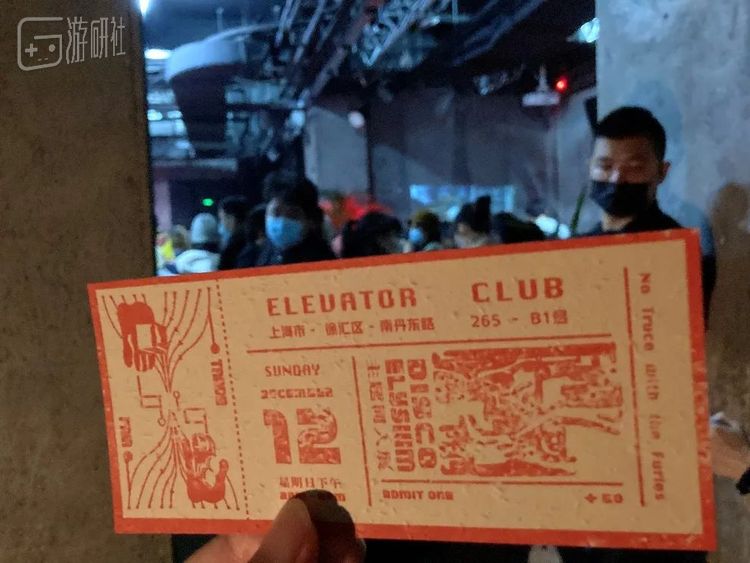 游研社
ELEVATOR CLUB
上海市 - 徐汇区 - 南丹东路 265 - B1层
SUNDAY
DECEMBER
12
星期日下午
DISCO
ELYSIUM
ADMIT ONE
No Truce with the Furies